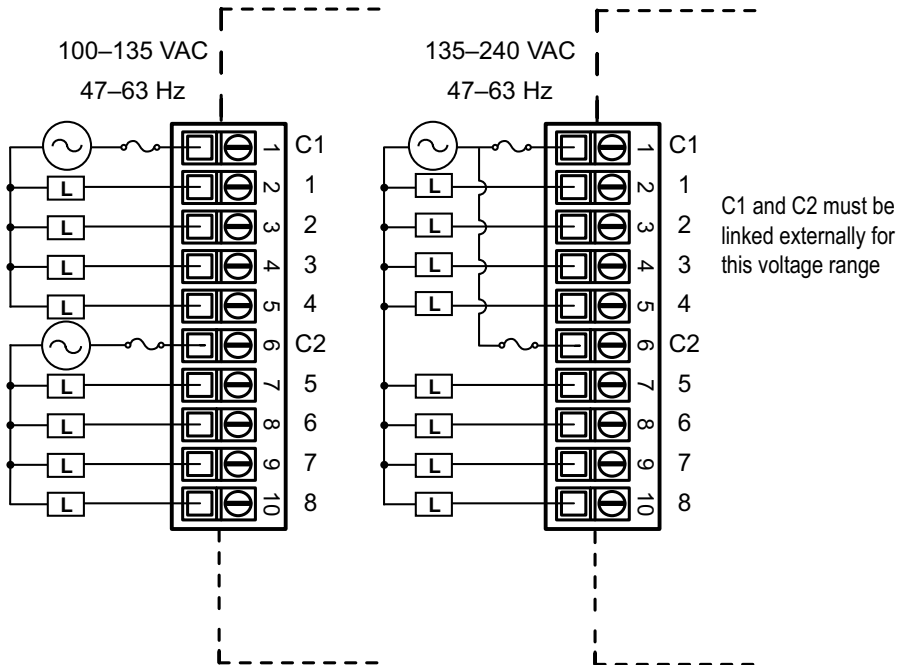 100–135 VAC
47–63 Hz
1 C1
L 2 1
L 3 2
L 4 3
L 5 4
6 C2
L 7 5
L 8 6
L 9 7
L 10 8
135–240 VAC
47–63 Hz
1 C1
L 2 1
L 3 2
L 4 3
L 5 4
6 C2
L 7 5
L 8 6
L 9 7
L 10 8
C1 and C2 must be
linked externally for
this voltage range